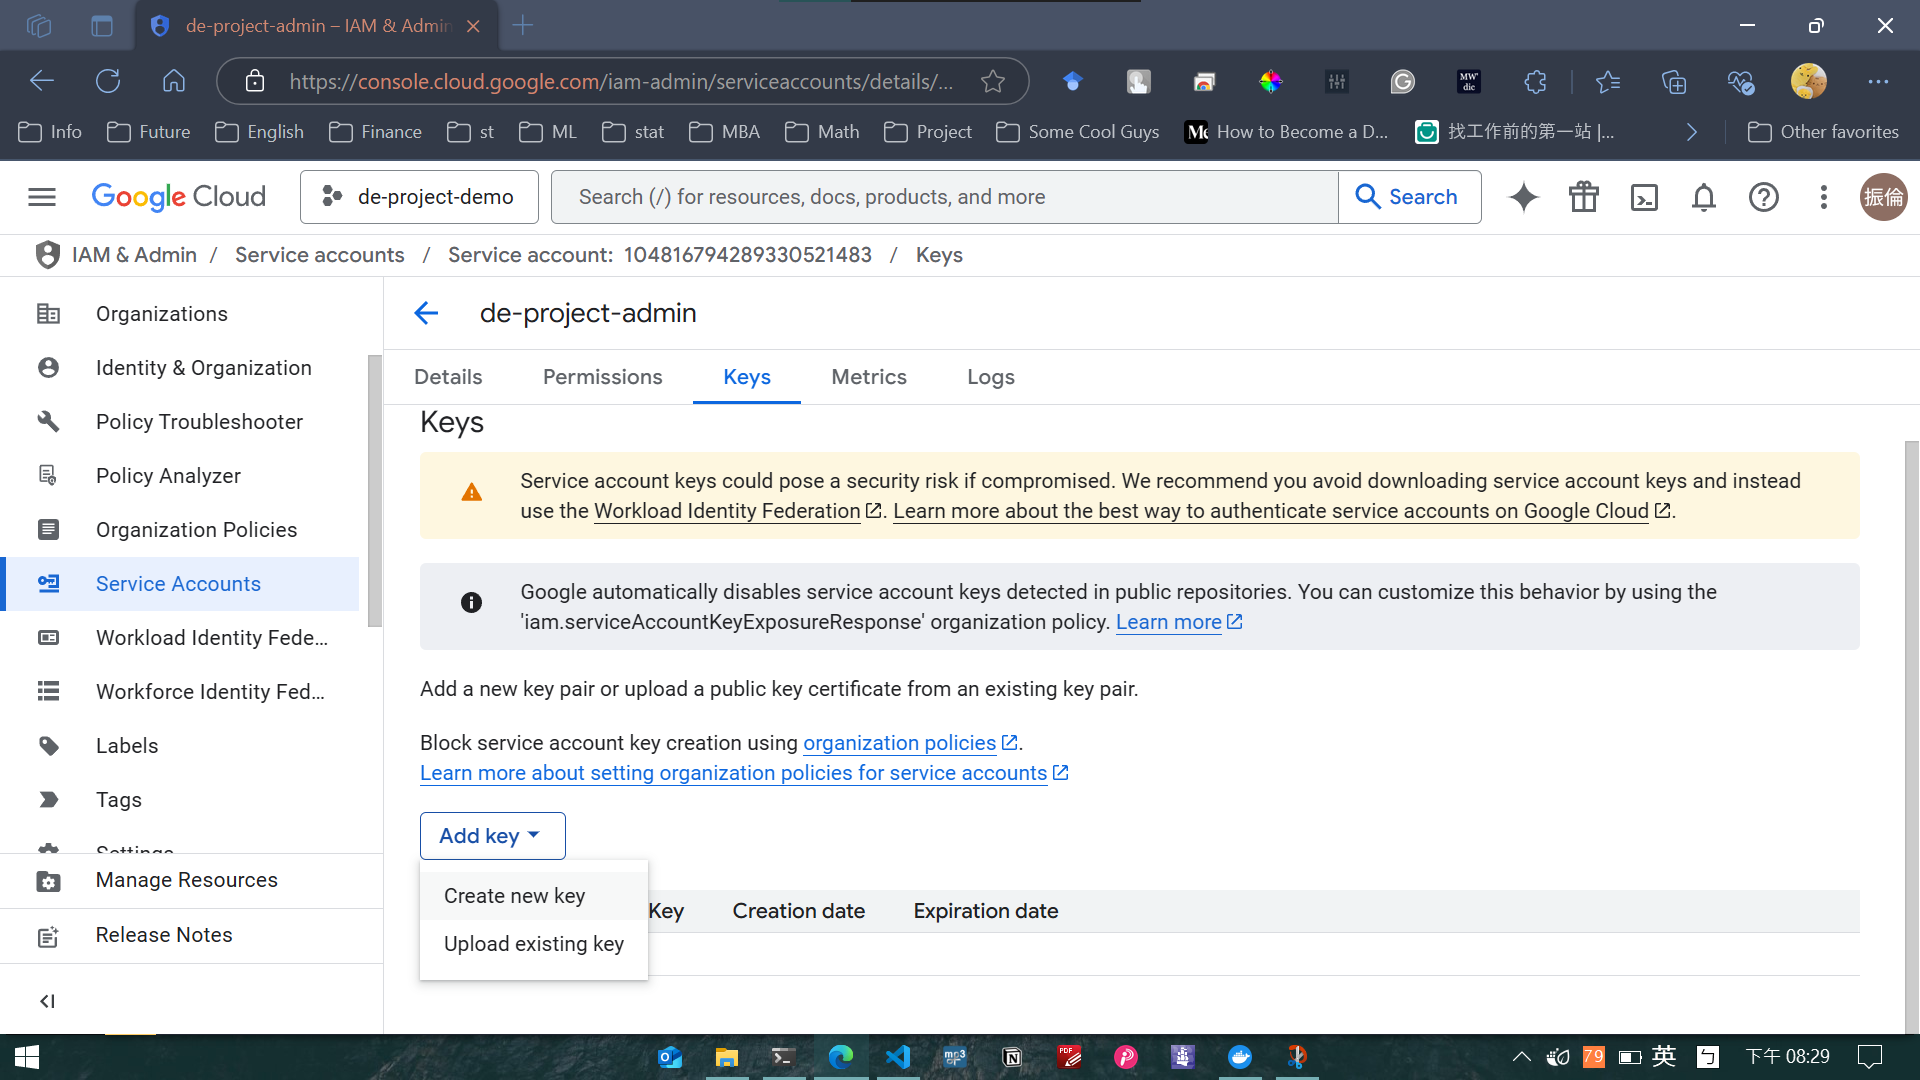 de-project-admin – IAM & Admin
https://console.cloud.google.com/iam-admin/serviceaccounts/details/...
MW
dic
Info
Future
English
Finance
st
ML
stat
MBA
Math
Project
Some Cool Guys
How to Become a D...
找工作前的第一站 |...
Other favorites
Google Cloud
de-project-demo
Search (/) for resources, docs, products, and more
Search
振倫
IAM & Admin / Service accounts / Service account: 104816794289330521483 / Keys
Organizations
Identity & Organization
Policy Troubleshooter
Policy Analyzer
Organization Policies
Service Accounts
Workload Identity Fede...
Workforce Identity Fed...
Labels
Tags
Settings
Manage Resources
Release Notes
de-project-admin
Details
Permissions
Keys
Metrics
Logs
Keys
Service account keys could pose a security risk if compromised. We recommend you avoid downloading service account keys and instead
use the Workload Identity Federation. Learn more about the best way to authenticate service accounts on Google Cloud.
Google automatically disables service account keys detected in public repositories. You can customize this behavior by using the
'iam.serviceAccountKeyExposureResponse' organization policy. Learn more
Add a new key pair or upload a public key certificate from an existing key pair.
Block service account key creation using organization policies.
Learn more about setting organization policies for service accounts
Add key
Create new key
Upload existing key
Key
Creation date
Expiration date
mp3
PDF
79
英
ㄅ
下午 08:29